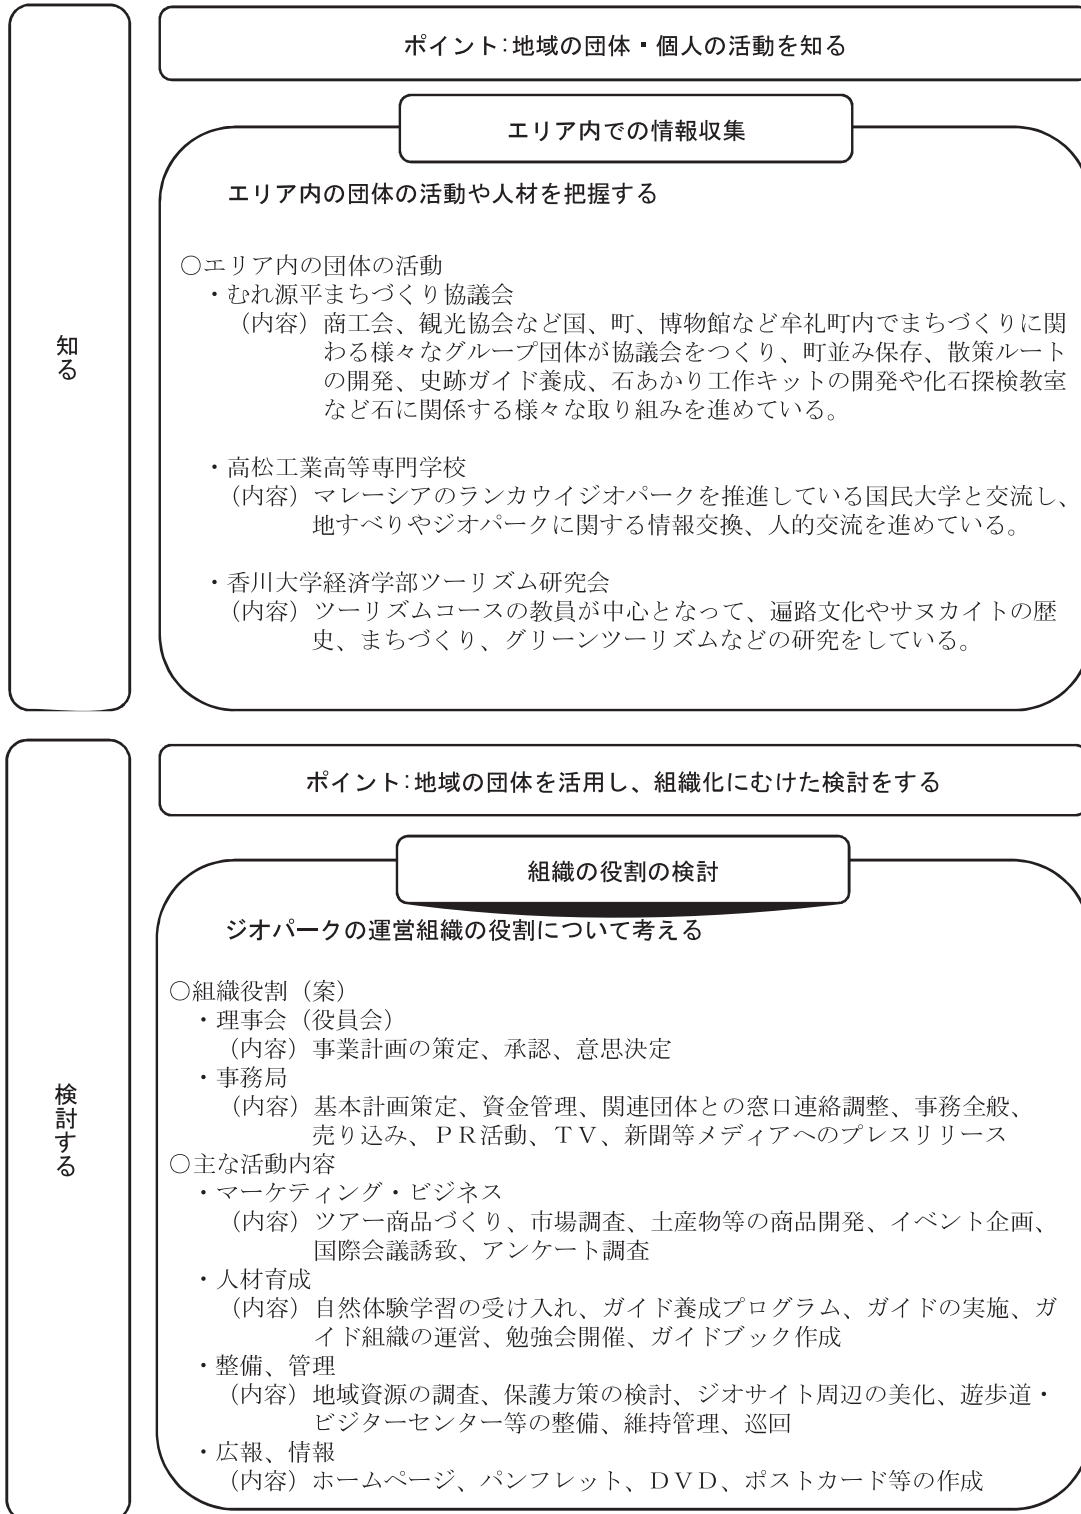 知る
ポイント:地域の団体・個人の活動を知る
エリア内での情報収集
エリア内の団体の活動や人材を把握する
○エリア内の団体の活動
・むれ源平まちづくり協議会
（内容）商工会、観光協会など国、町、博物館など牟礼町内でまちづくりに関
わる様々なグループ団体が協議会をつくり、町並み保存、散策ルート
の開発、史跡ガイド養成、石あかり工作キットの開発や化石探検教室
など石に関係する様々な取り組みを進めている。
・高松工業高等専門学校
（内容）マレーシアのランカウイジオパークを推進している国民大学と交流し、
地すべりやジオパークに関する情報交換、人的交流を進めている。
・香川大学経済学部ツーリズム研究会
（内容）ツーリズムコースの教員が中心となって、遍路文化やサヌカイトの歴
史、まちづくり、グリーンツーリズムなどの研究をしている。
検討する
ポイント:地域の団体を活用し、組織化にむけた検討をする
組織の役割の検討
ジオパークの運営組織の役割について考える
○組織役割（案）
・理事会（役員会）
（内容）事業計画の策定、承認、意思決定
・事務局
（内容）基本計画策定、資金管理、関連団体との窓口連絡調整、事務全般、
売り込み、ＰＲ活動、ＴＶ、新聞等メディアへのプレスリリース
○主な活動内容
・マーケティング・ビジネス
（内容）ツアー商品づくり、市場調査、土産物等の商品開発、イベント企画、
国際会議誘致、アンケート調査
・人材育成
（内容）自然体験学習の受け入れ、ガイド養成プログラム、ガイドの実施、ガ
イド組織の運営、勉強会開催、ガイドブック作成
・整備、管理
（内容）地域資源の調査、保護方策の検討、ジオサイト周辺の美化、遊歩道・
ビジターセンター等の整備、維持管理、巡回
・広報、情報
（内容）ホームページ、パンフレット、ＤＶＤ、ポストカード等の作成